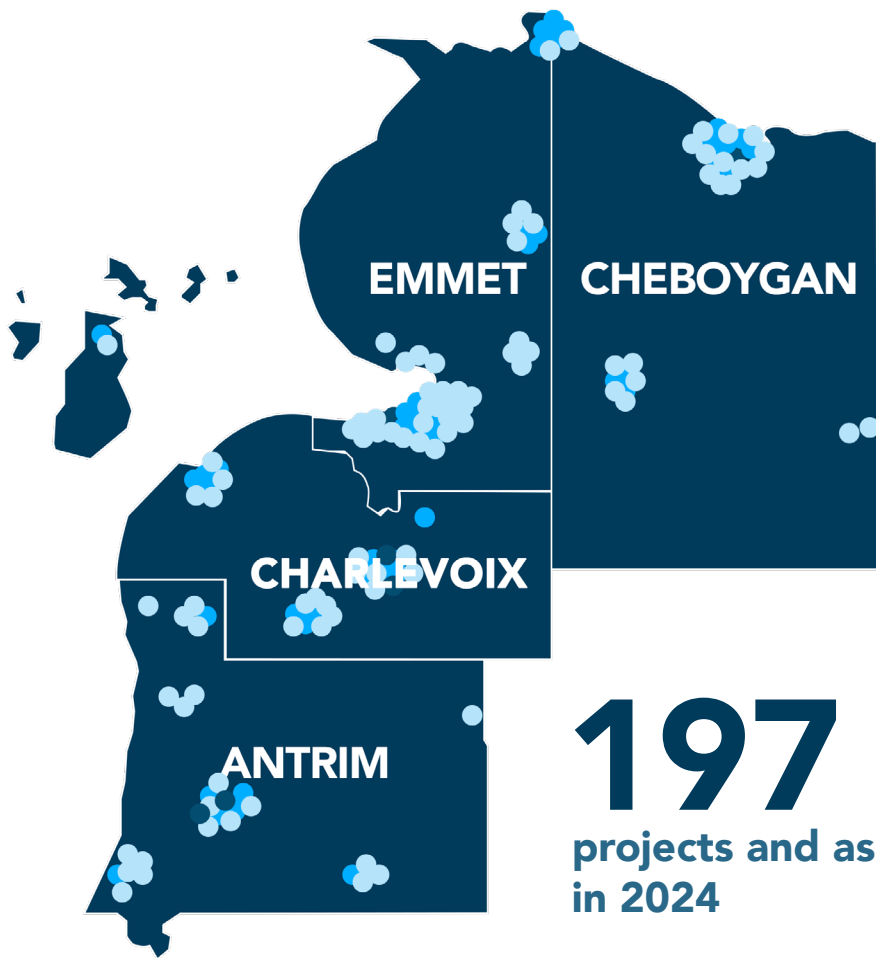 EMMET
CHEBOYGAN
CHARLEVOIX
ANTRIM
197
projects and as
in 2024